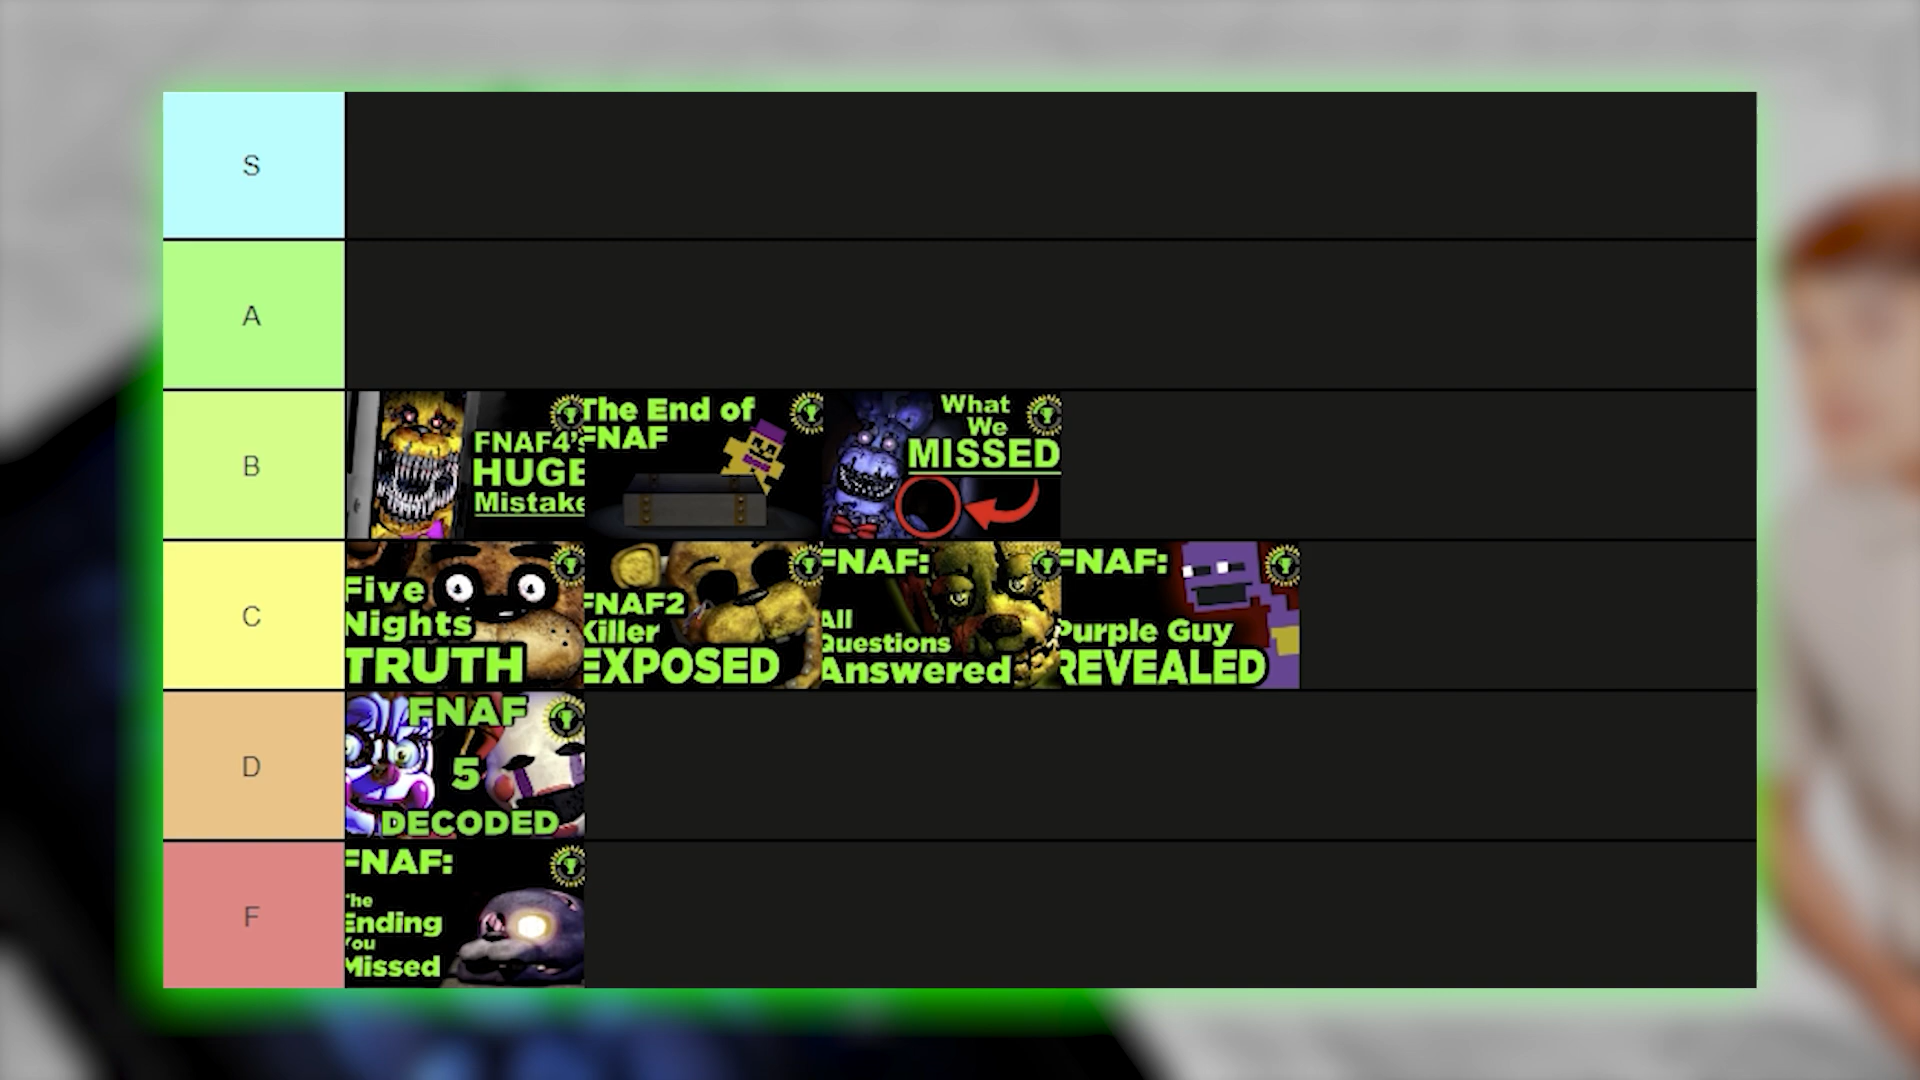 S
A
B
FNAF4's
HUGE
Mistake
The End of
FNAF
What
We
MISSED
C
Five
Nights
TRUTH
FNAF2
Killer
EXPOSED
FNAF:
All
Questions
Answered
FNAF:
Purple Guy
REVEALED
D
FNAF
5
DECODED
F
FNAF:
The
Ending
You
Missed